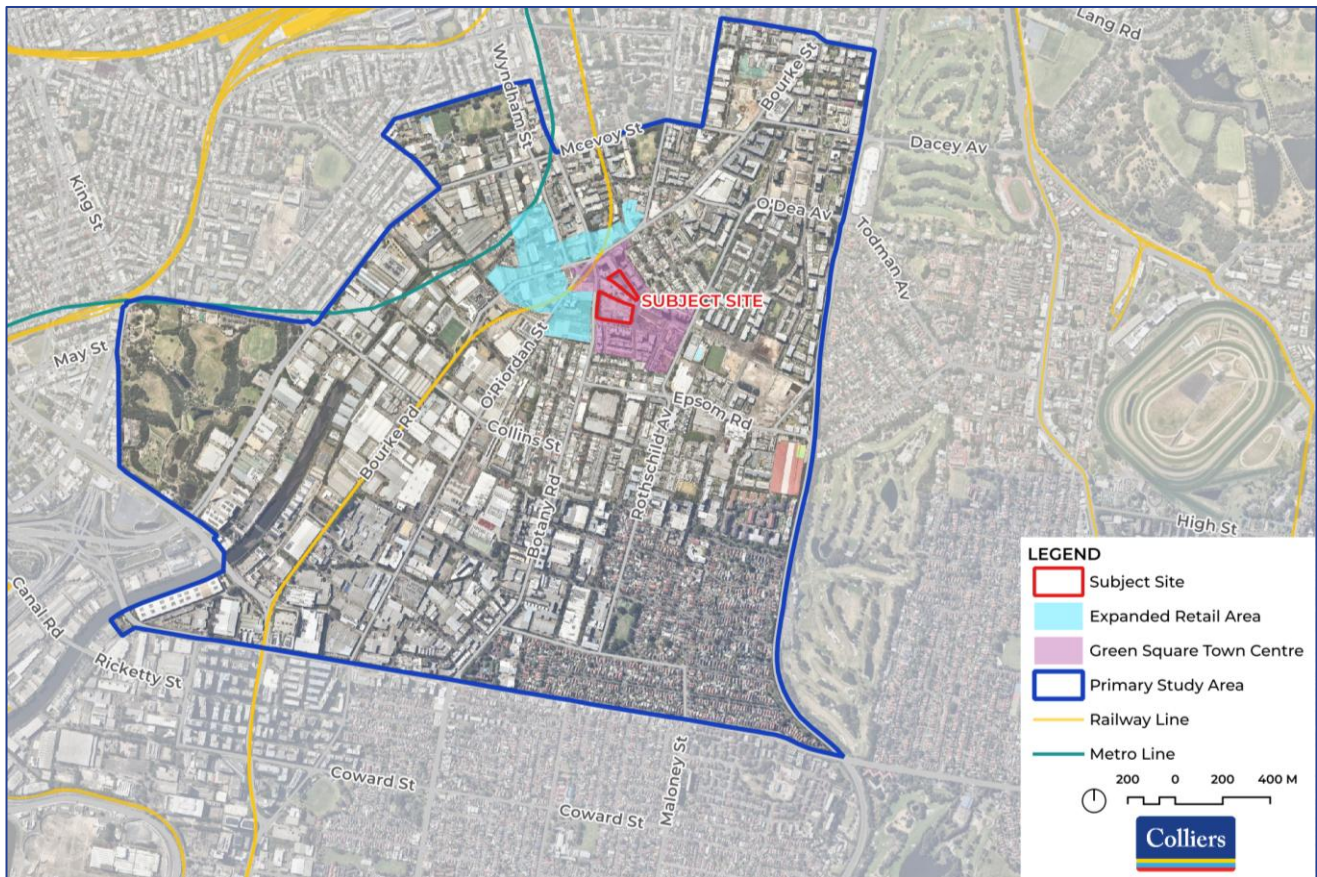 Lang Rd
Wyndham St
Bourke St
Mcevoy St
Dacey Av
King St
O'Dea Av
Todman Av
SUBJECT SITE
May St
O'Riordan St
Epsom Rd
Bourke Rd
Collins St
Rothschild Av
Botany Rd
High St
Canal Rd
Ricketty St
Maloney St
Coward St
Coward St
LEGEND
Subject Site
Expanded Retail Area
Green Square Town Centre
Primary Study Area
Railway Line
Metro Line
200 0 200 400 M
Colliers